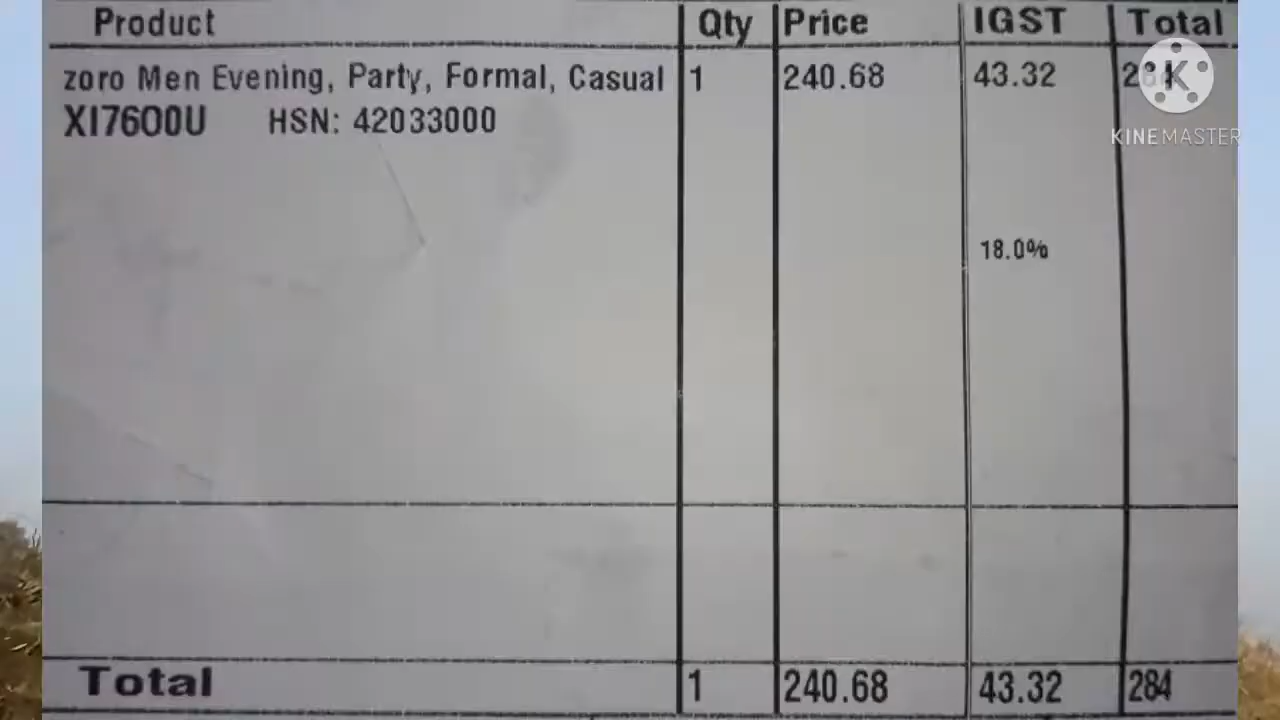 Product Qty Price IGST Total
zoro Men Evening, Party, Formal, Casual 1 240.68 43.32
XI7600U HSN: 42033000
KINEMASTER
18.0%
Total 1 240.68 43.32 284